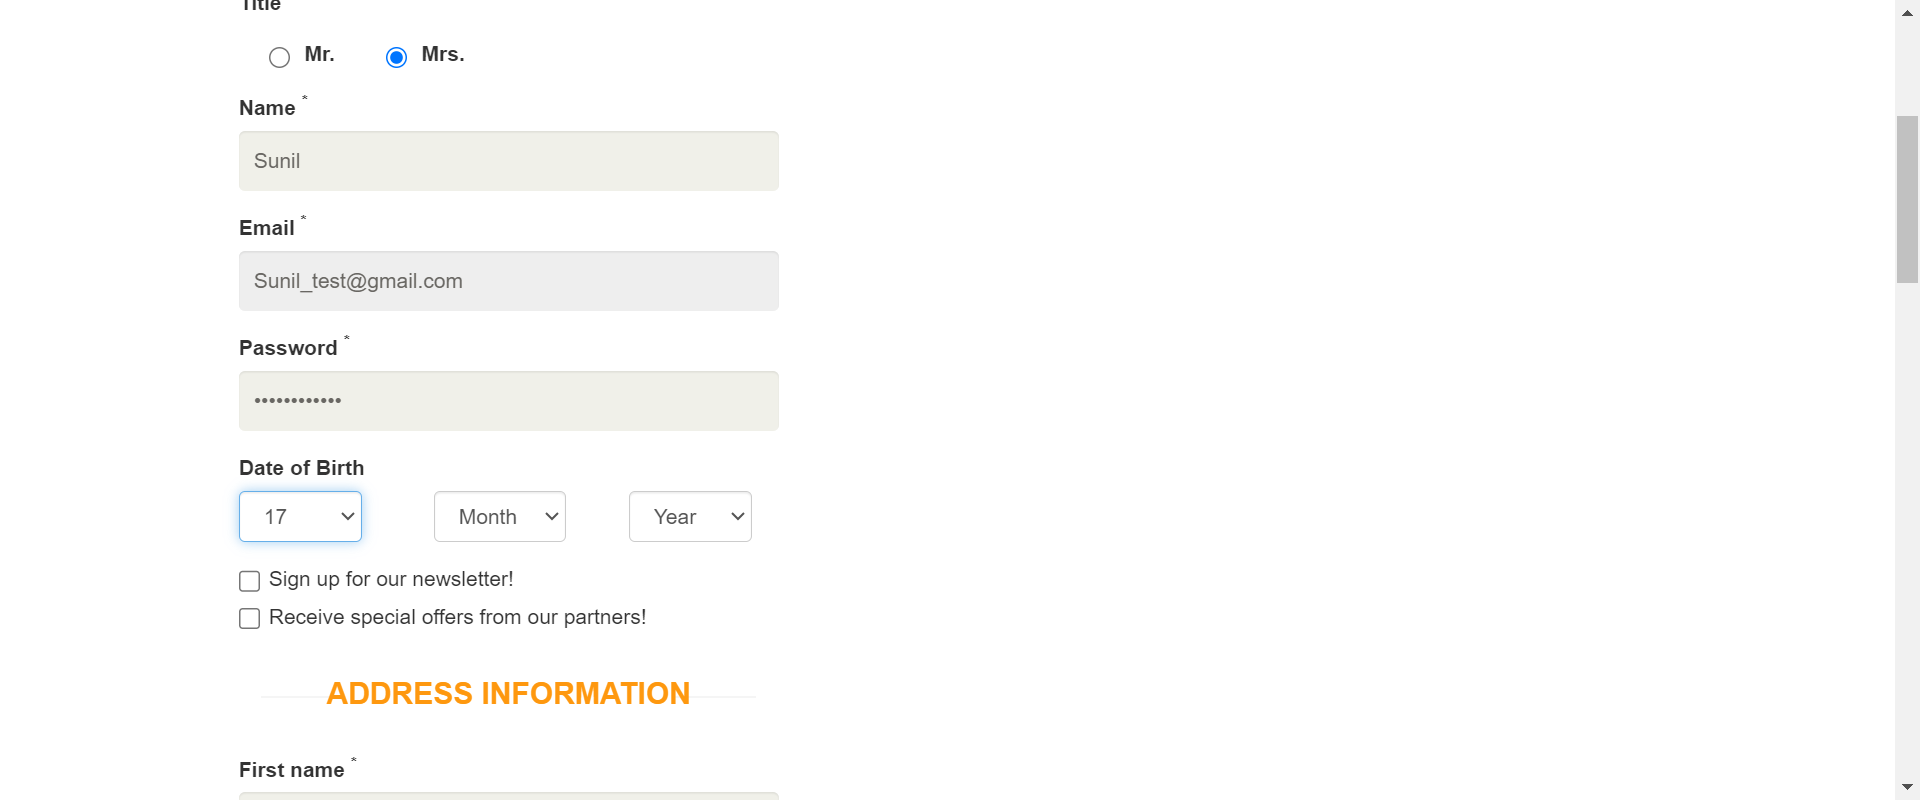 Title
Mr. Mrs.
Name *
Sunil
Email *
Sunil_test@gmail.com
Password *
••••••••••••
Date of Birth
17 Month Year
Sign up for our newsletter!
Receive special offers from our partners!
ADDRESS INFORMATION
First name *